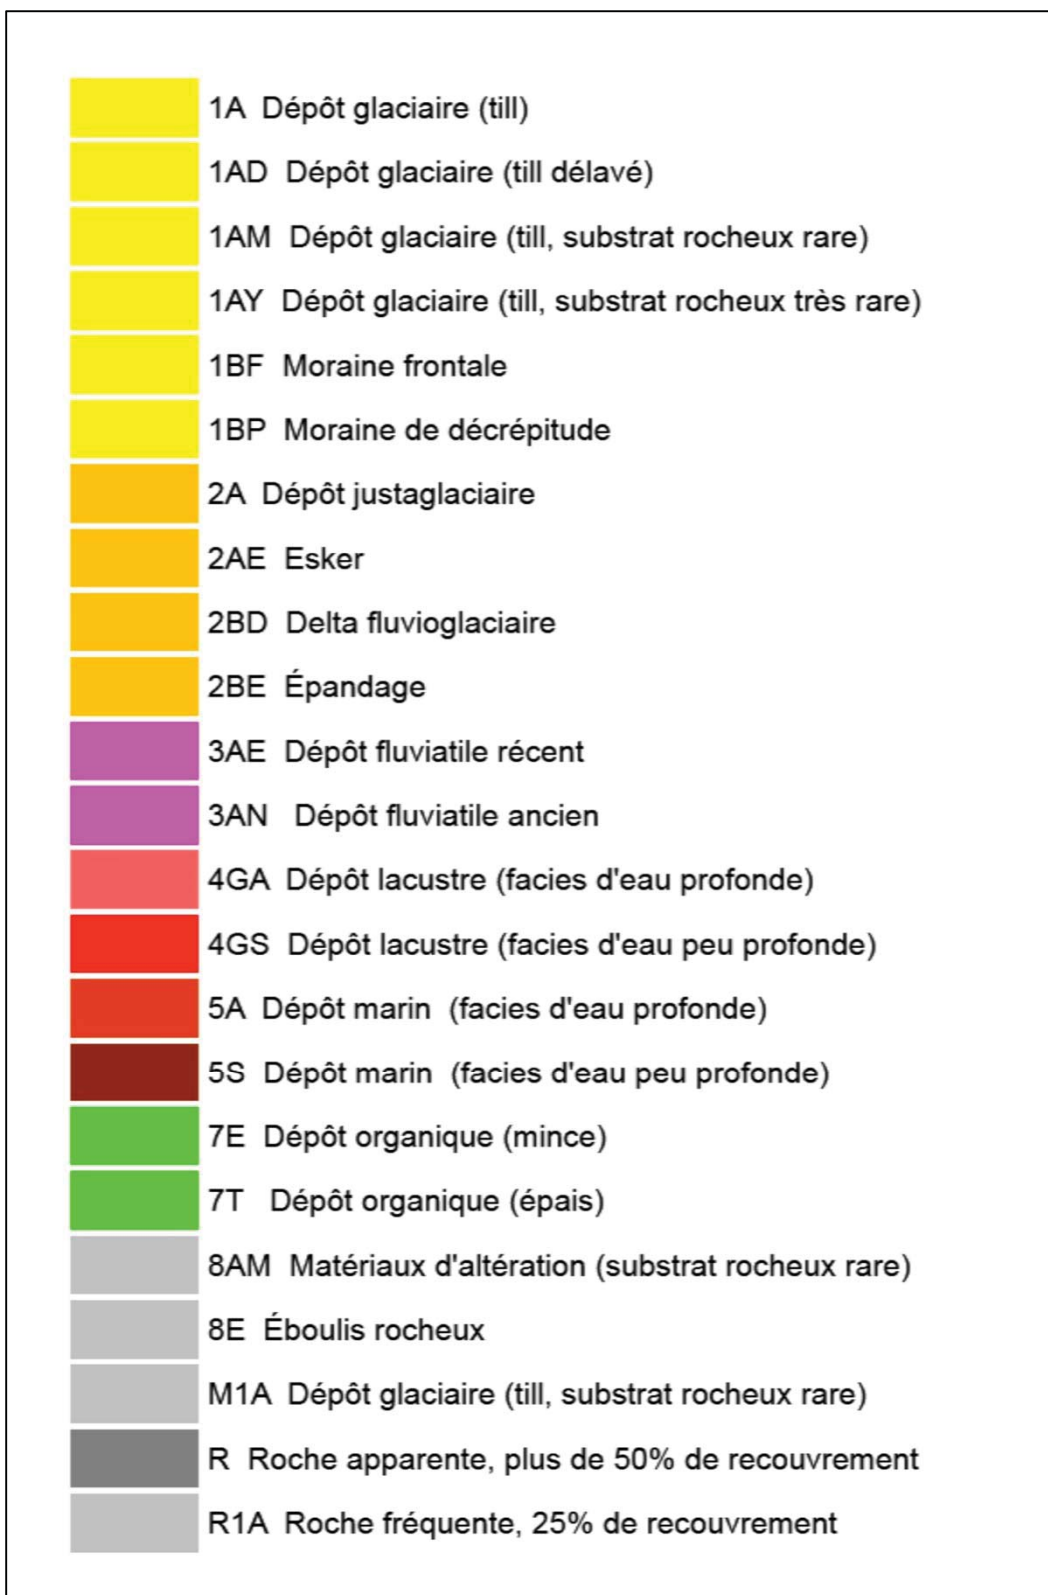 1A Dépôt glaciaire (till)
1AD Dépôt glaciaire (till délavé)
1AM Dépôt glaciaire (till, substrat rocheux rare)
1AY Dépôt glaciaire (till, substrat rocheux très rare)
1BF Moraine frontale
1BP Moraine de décrépitude
2A Dépôt justaglaciaire
2AE Esker
2BD Delta fluvioglaciaire
2BE Épandage
3AE Dépôt fluviatile récent
3AN Dépôt fluviatile ancien
4GA Dépôt lacustre (facies d'eau profonde)
4GS Dépôt lacustre (facies d'eau peu profonde)
5A Dépôt marin (facies d'eau profonde)
5S Dépôt marin (facies d'eau peu profonde)
7E Dépôt organique (mince)
7T Dépôt organique (épais)
8AM Matériaux d'altération (substrat rocheux rare)
8E Éboulis rocheux
M1A Dépôt glaciaire (till, substrat rocheux rare)
R Roche apparente, plus de 50% de recouvrement
R1A Roche fréquente, 25% de recouvrement